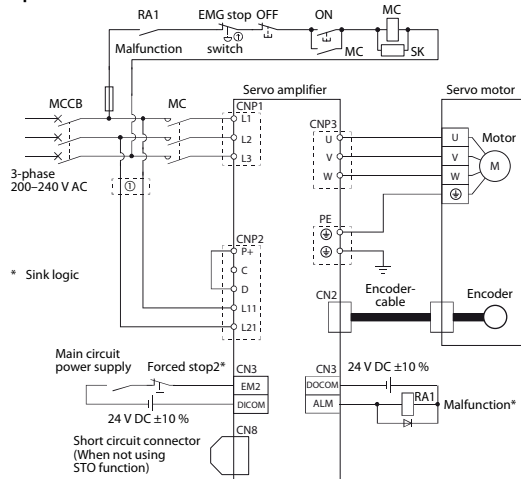 RA1
EMG stop
OFF
ON
MC
Malfunction
①
switch
MC
SK
Servo amplifier
Servo motor
MCCB
MC
CNP1
L1
L2
L3
CNP3
U
V
W
U
V
W
Motor
M
3-phase
200–240 V AC
①
PE
CNP2
P+
C
D
L11
L21
* Sink logic
CN2
Encoder-
cable
Encoder
Main circuit
power supply
Forced stop2*
CN3
EM2
DICOM
24 V DC ±10 %
CN3
DOCOM
ALM
24 V DC ±10 %
RA1
Malfunction*
CN8
Short circuit connector
(When not using
STO function)